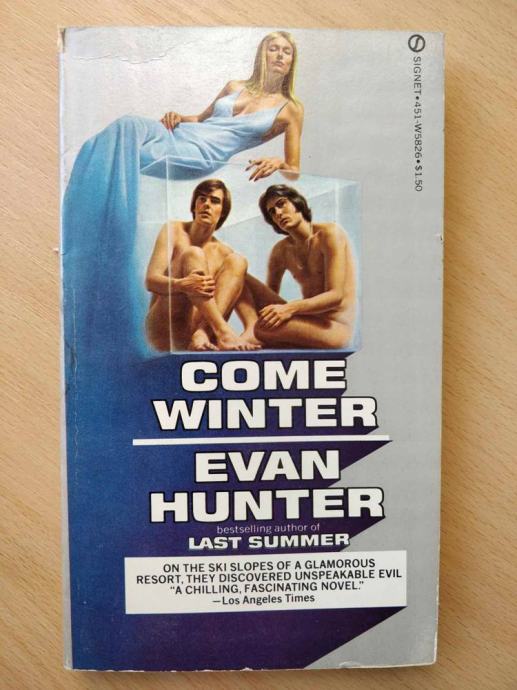 SIGNET • 451-W5826 • $1.50
COME
WINTER
EVAN
HUNTER
bestselling author of
LAST SUMMER
ON THE SKI SLOPES OF A GLAMOROUS
RESORT, THEY DISCOVERED UNSPEAKABLE EVIL
“A CHILLING, FASCINATING NOVEL.”
—Los Angeles Times